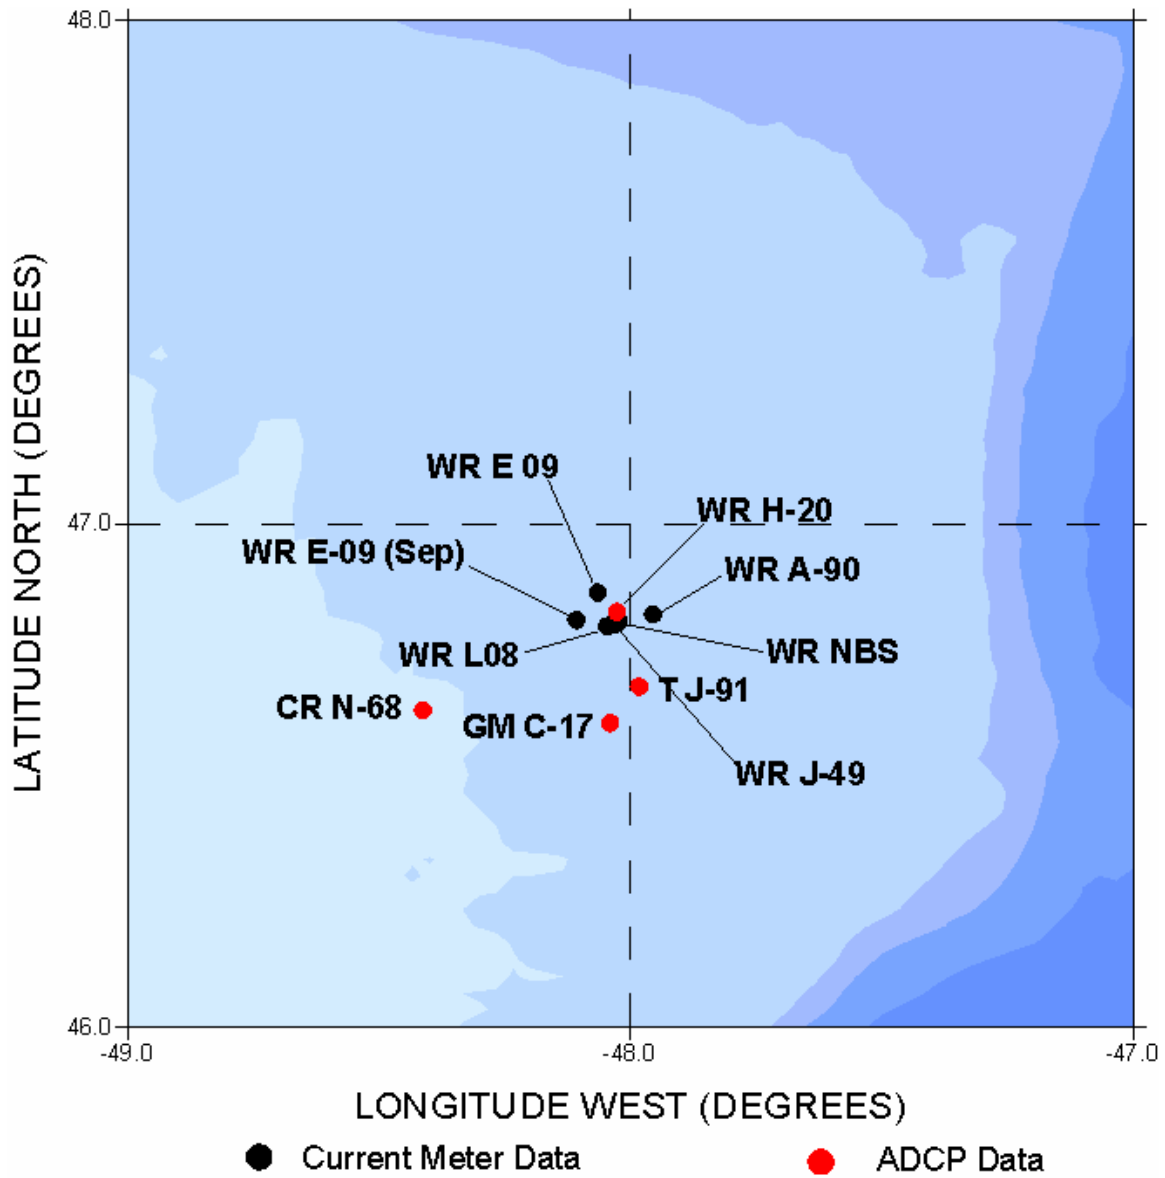 48.0
LATITUDE NORTH (DEGREES)
WR E 09
WR H-20
47.0
WR E-09 (Sep)
WR A-90
WR L08
WR NBS
T J-91
CR N-68
GM C-17
WR J-49
46.0
-49.0
-48.0
-47.0
LONGITUDE WEST (DEGREES)
Current Meter Data
ADCP Data